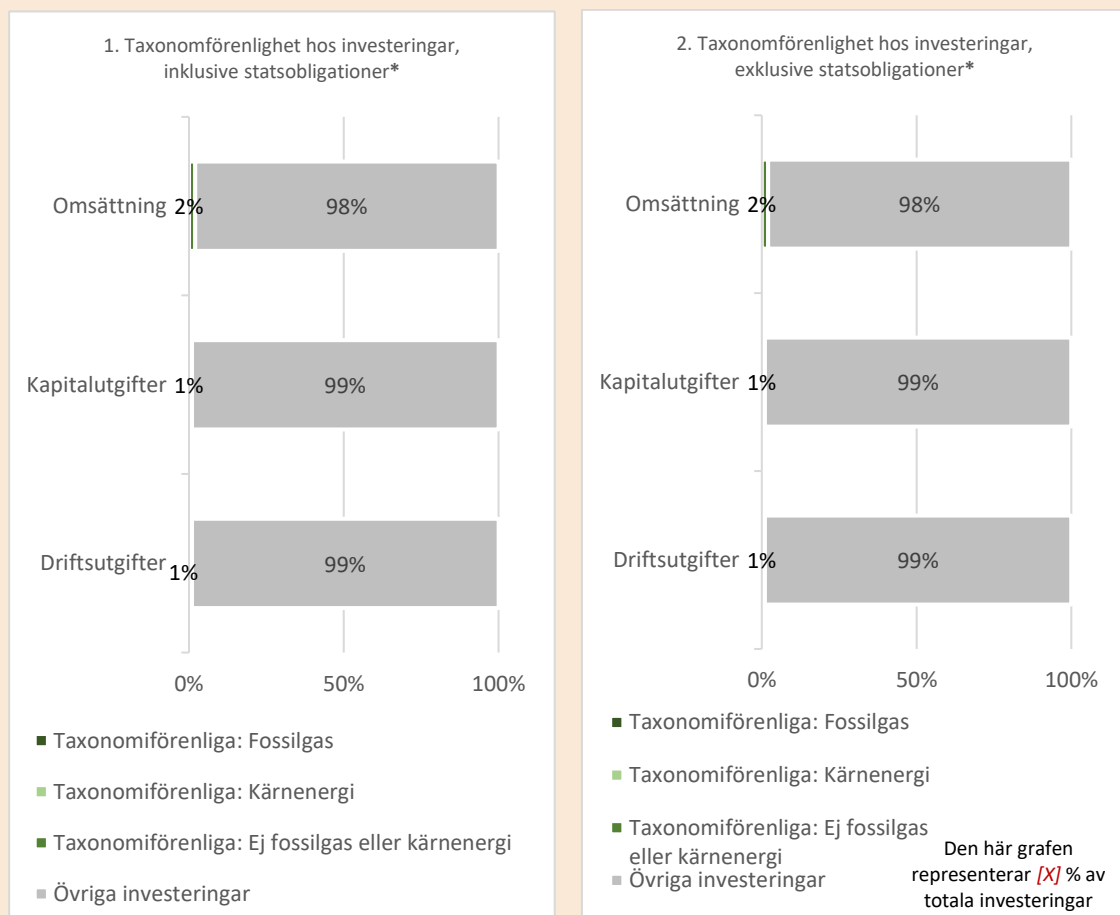 1. Taxonomförenlighet hos investeringar,
inklusive statsobligationer*
Omsättning 2% 98%
Kapitalutgifter 1% 99%
Driftsutgifter 1% 99%
0% 50% 100%
Taxonomiförenliga: Fossilgas
Taxonomiförenliga: Kärnenergi
Taxonomiförenliga: Ej fossilgas eller kärnenergi
Övriga investeringar
2. Taxonomförenlighet hos investeringar,
exklusive statsobligationer*
Omsättning 2% 98%
Kapitalutgifter 1% 99%
Driftsutgifter 1% 99%
0% 50% 100%
Taxonomiförenliga: Fossilgas
Taxonomiförenliga: Kärnenergi
Taxonomiförenliga: Ej fossilgas
eller kärnenergi
Övriga investeringar
Den här grafen
representerar [X] % av
totala investeringar